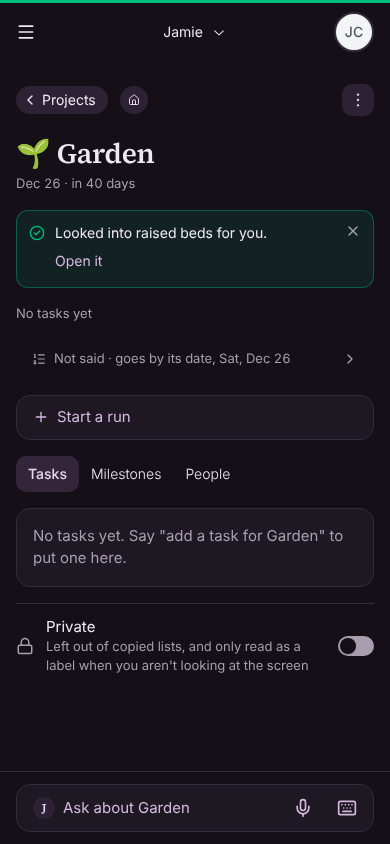 Jamie
JC
Projects
Garden
Dec 26 · in 40 days
Looked into raised beds for you.
Open it
No tasks yet
Not said · goes by its date, Sat, Dec 26
Start a run
Tasks
Milestones
People
No tasks yet. Say "add a task for Garden" to
put one here.
Private
Left out of copied lists, and only read as a
label when you aren't looking at the screen
J
Ask about Garden